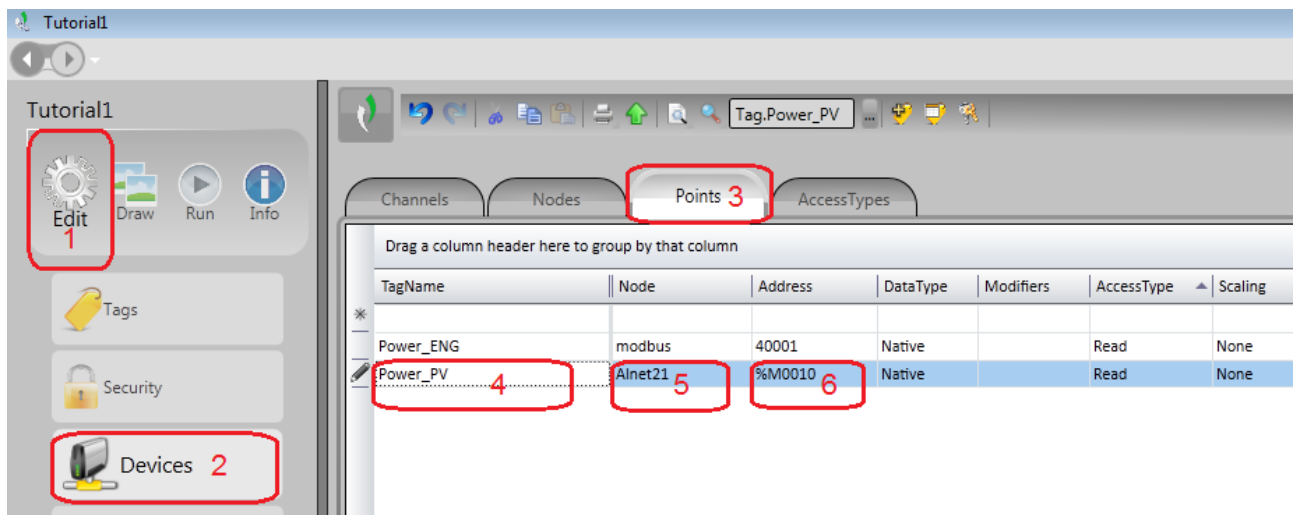 Tutorial1
Tutorial1
Tag.Power_PV ...
Edit Draw Run Info
1
Channels Nodes Points 3 AccessTypes
Drag a column header here to group by that column
TagName Node Address DataType Modifiers AccessType Scaling
Tags
Power_ENG modbus 40001 Native Read None
Power_PV 4 AInet21 5 %M0010 6 Native Read None
Security
Devices 2